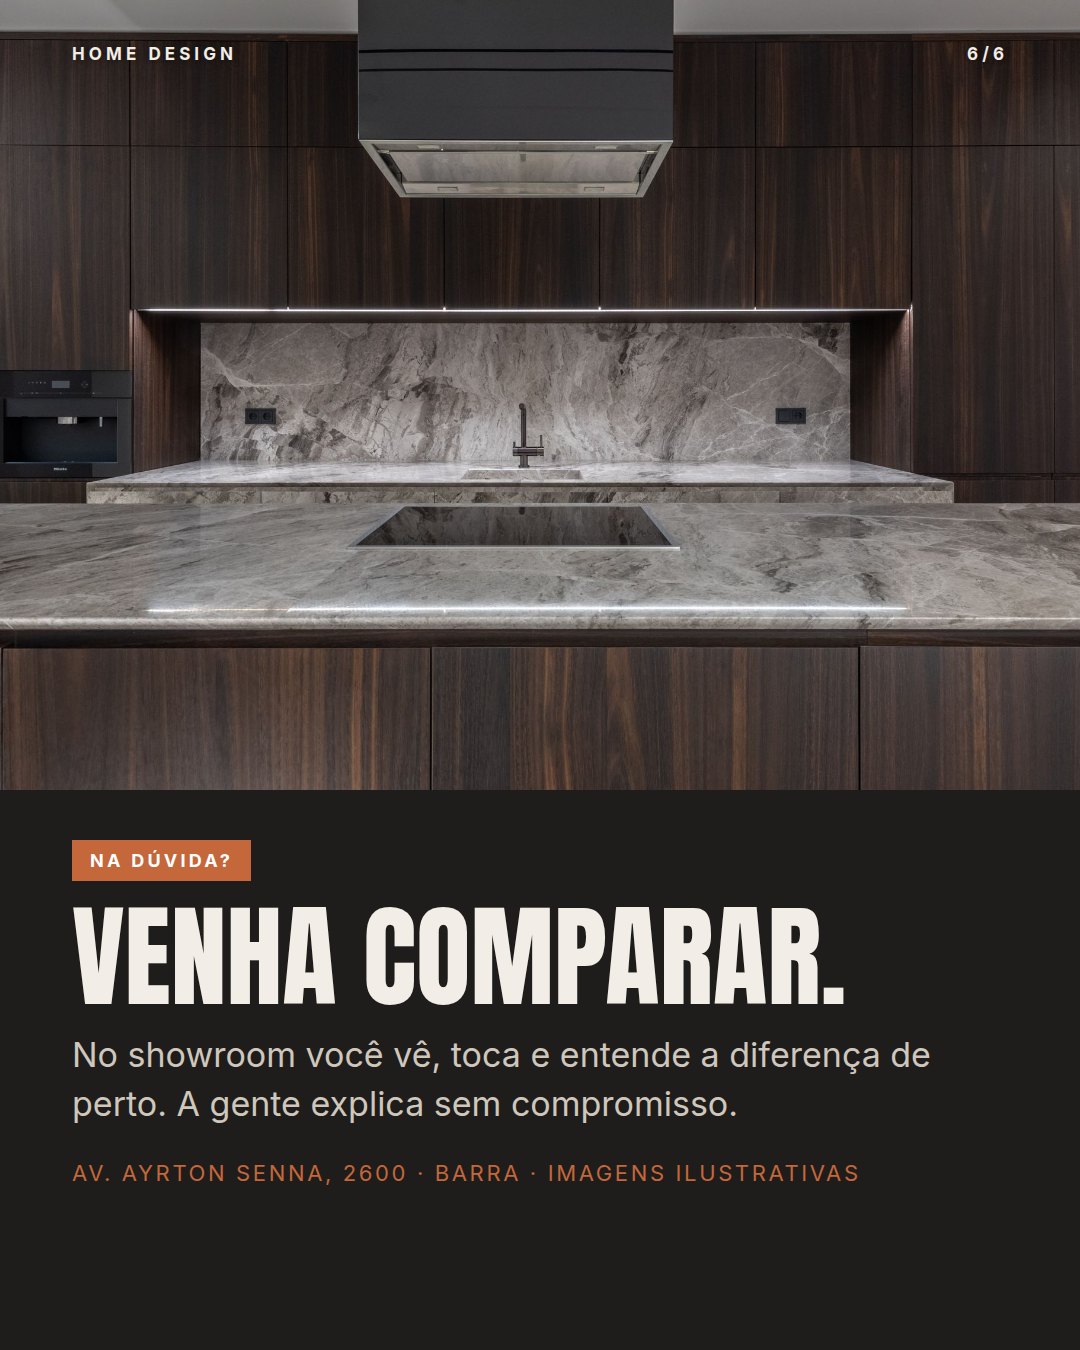 HOME DESIGN
6/6
NA DÚVIDA?
VENHA COMPARAR.
No showroom você vê, toca e entende a diferença de
perto. A gente explica sem compromisso.
AV. AYRTON SENNA, 2600 · BARRA · IMAGENS ILUSTRATIVAS